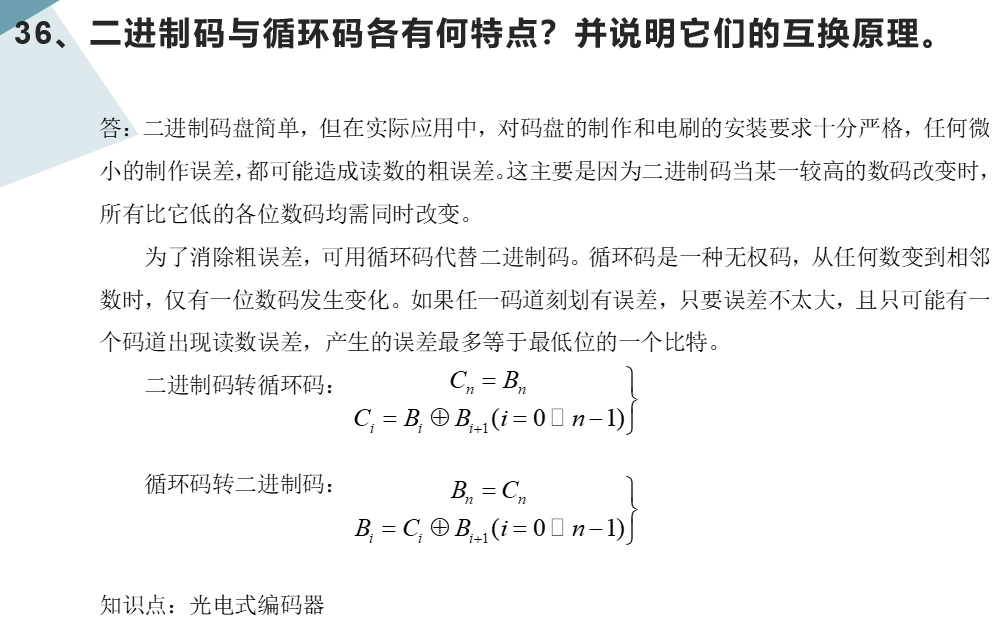 36、二进制码与循环码各有何特点？并说明它们的互换原理。
答：二进制码盘简单，但在实际应用中，对码盘的制作和电刷的安装要求十分严格，任何微
小的制作误差，都可能造成读数的粗误差。这主要是因为二进制码当某一较高的数码改变时，
所有比它低的各位数码均需同时改变。
为了消除粗误差，可用循环码代替二进制码。循环码是一种无权码，从任何数变到相邻
数时，仅有一位数码发生变化。如果任一码道刻划有误差，只要误差不太大，且只可能有一
个码道出现读数误差，产生的误差最多等于最低位的一个比特。
二进制码转循环码： Cₙ = Bₙ
Cᵢ = Bᵢ ⊕ Bᵢ₊₁(i = 0 □ n − 1)}
循环码转二进制码： Bₙ = Cₙ
Bᵢ = Cᵢ ⊕ Bᵢ₊₁(i = 0 □ n − 1)}
知识点：光电式编码器